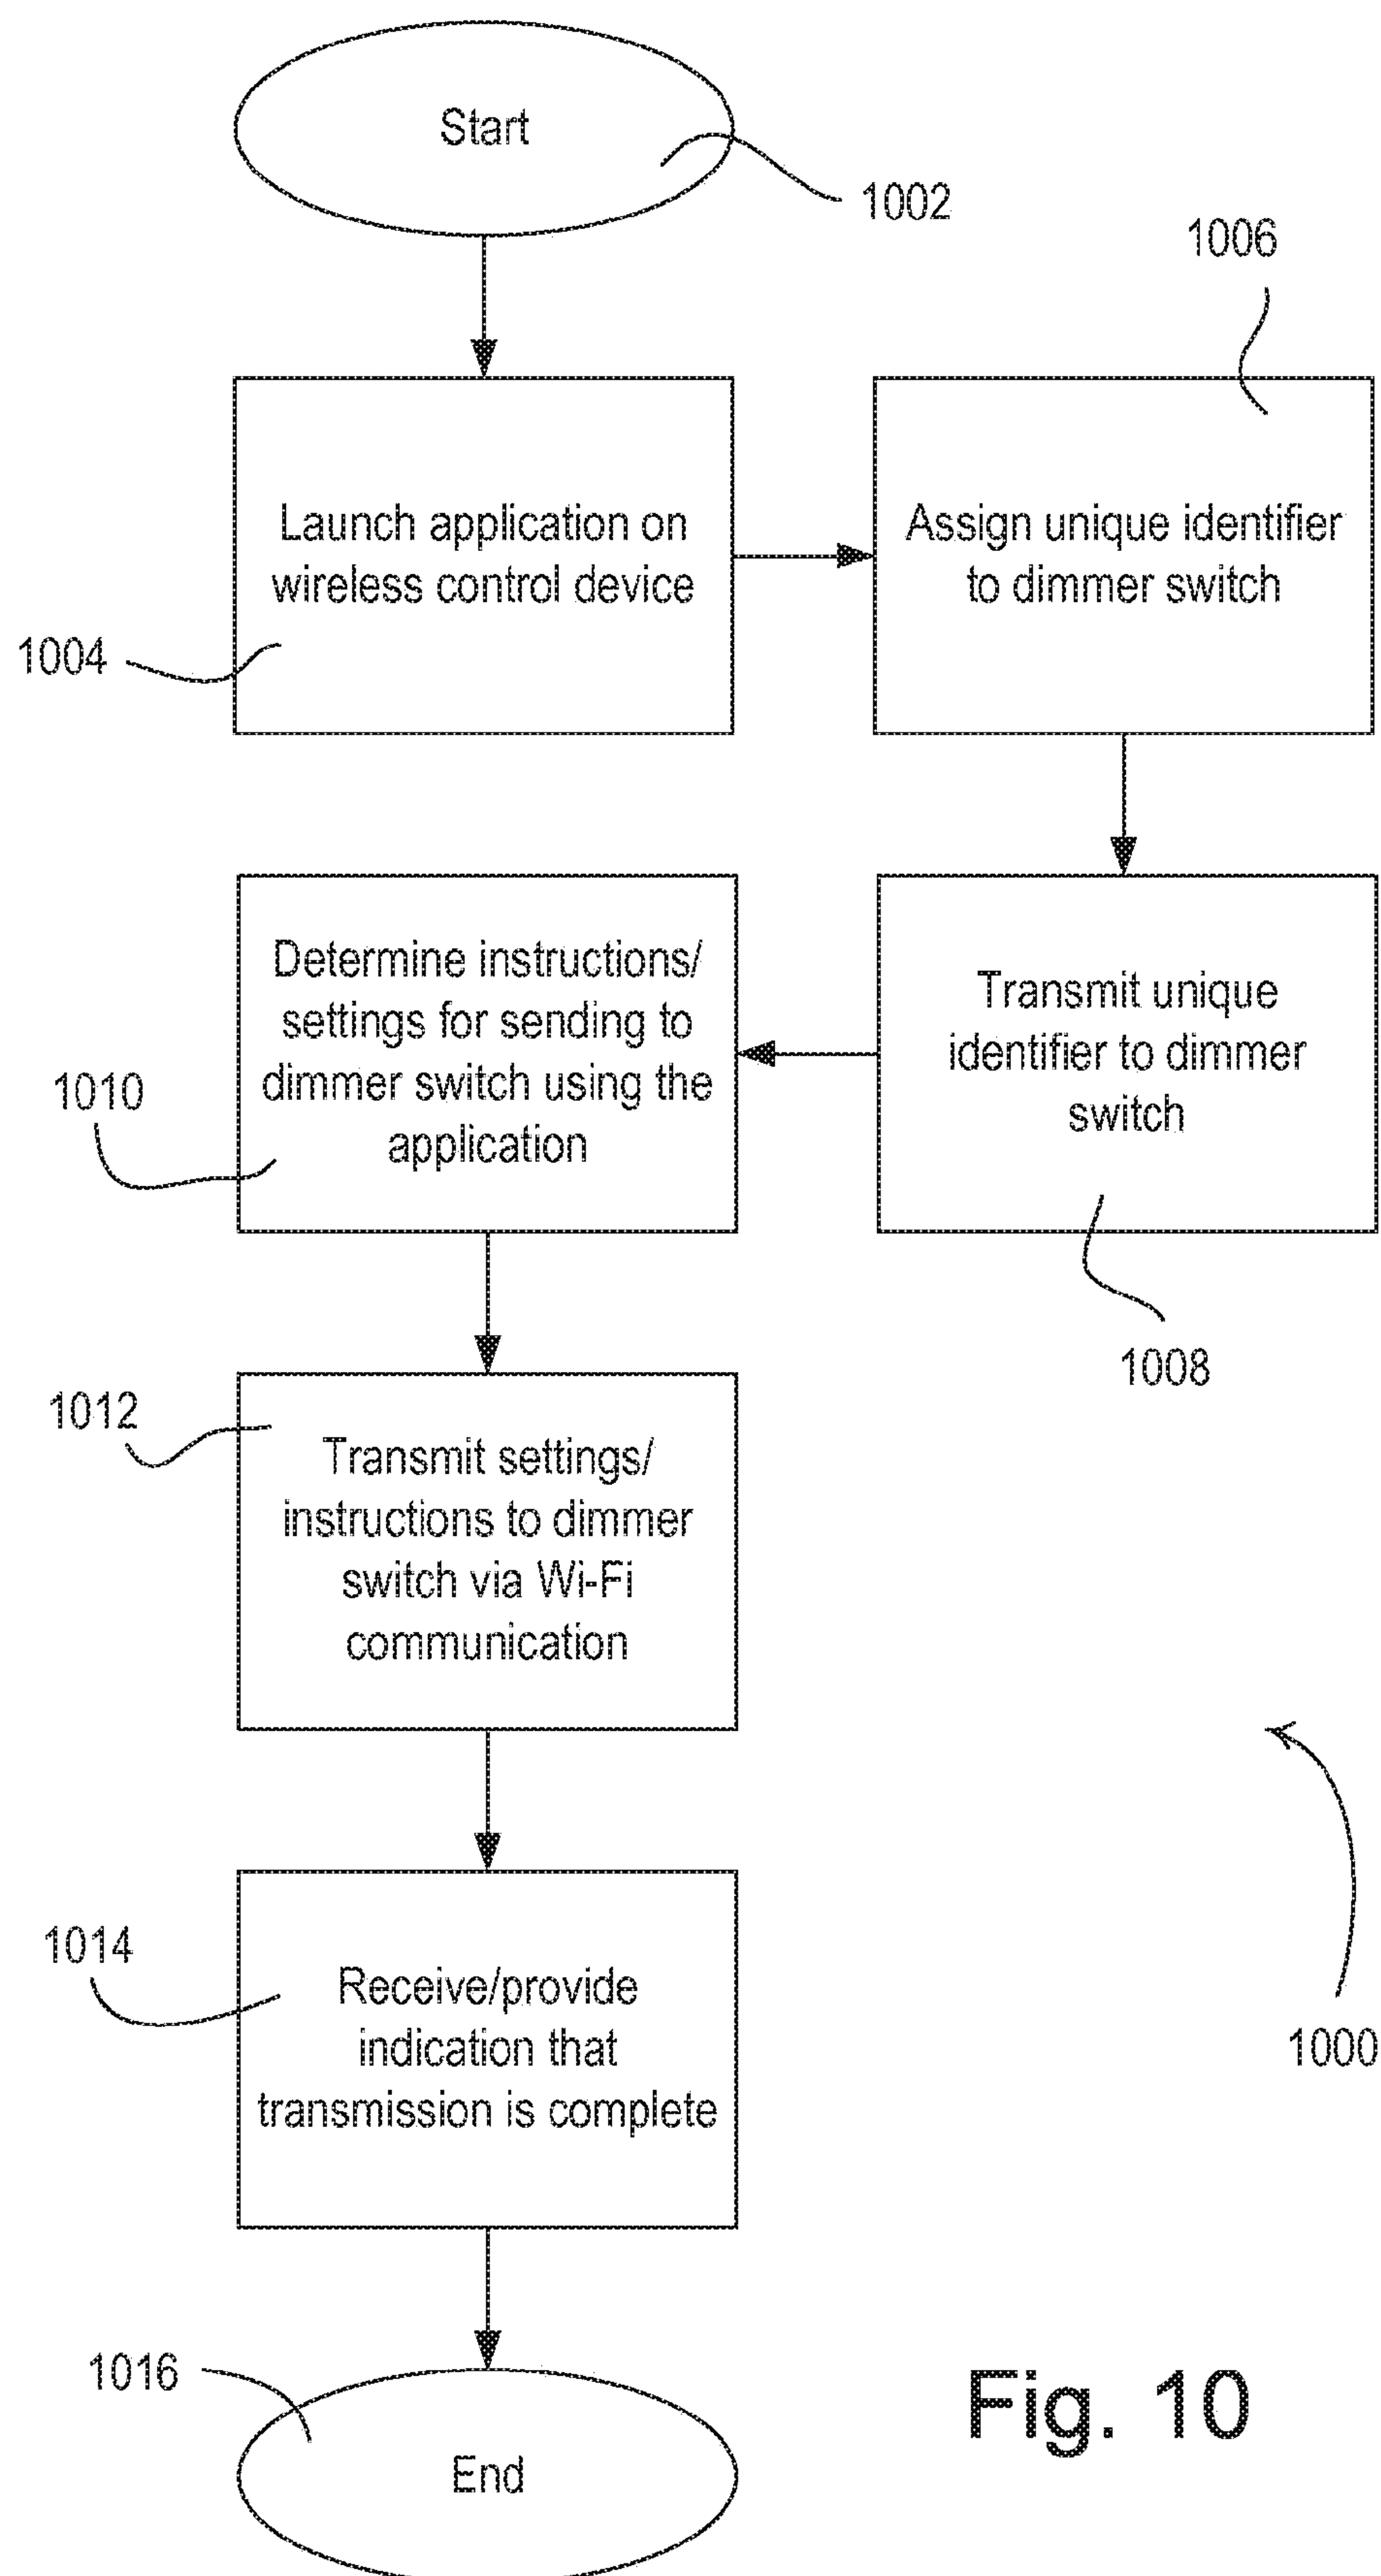 Start
1002
1006
Launch application on
wireless control device
1004
Assign unique identifier
to dimmer switch
Determine instructions/
settings for sending to
dimmer switch using the
application
1010
Transmit unique
identifier to dimmer
switch
1008
1012
Transmit settings/
instructions to dimmer
switch via Wi-Fi
communication
1014
Receive/provide
indication that
transmission is complete
1000
1016
End
Fig. 10